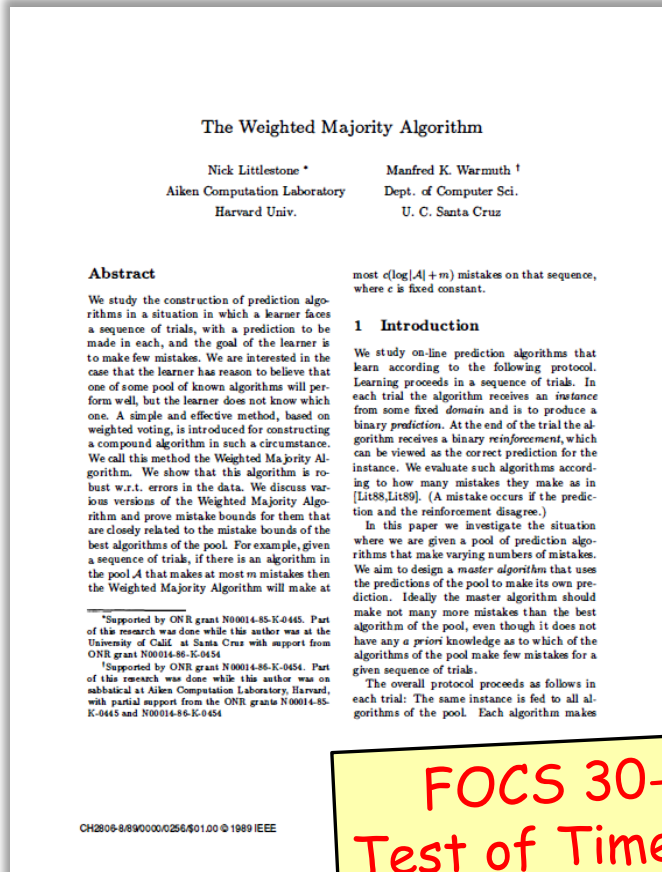 The Weighted Majority Algorithm
Nick Littlestone *
Aiken Computation Laboratory
Harvard Univ.
Manfred K. Warmuth †
Dept. of Computer Sci.
U. C. Santa Cruz
Abstract
We study the construction of prediction algo-
rithms in a situation in which a learner faces
a sequence of trials, with a prediction to be
made in each, and the goal of the learner is
to make few mistakes. We are interested in the
case that the learner has reason to believe that
one of some pool of known algorithms will per-
form well, but the learner does not know which
one. A simple and effective method, based on
weighted voting, is introduced for constructing
a compound algorithm in such a circumstance.
We call this method the Weighted Majority Al-
gorithm. We show that this algorithm is ro-
bust w.r.t. errors in the data. We discuss var-
ious versions of the Weighted Majority Algo-
rithm and prove mistake bounds for them that
are closely related to the mistake bounds of the
best algorithms of the pool. For example, given
a sequence of trials, if there is an algorithm in
the pool A that makes at most m mistakes then
the Weighted Majority Algorithm will make at
*Supported by ONR grant N00014-85-K-0445. Part
of this research was done while this author was at the
University of Calif. at Santa Cruz with support from
ONR grant N00014-86-K-0454
†Supported by ONR grant N00014-86-K-0454. Part
of this research was done while this author was on
sabbatical at Aiken Computation Laboratory, Harvard,
with partial support from the ONR grants N00014-85-
K-0445 and N00014-86-K-0454
most c(log|A| + m) mistakes on that sequence,
where c is fixed constant.
1 Introduction
We study on-line prediction algorithms that
learn according to the following protocol.
Learning proceeds in a sequence of trials. In
each trial the algorithm receives an instance
from some fixed domain and is to produce a
binary prediction. At the end of the trial the al-
gorithm receives a binary reinforcement, which
can be viewed as the correct prediction for the
instance. We evaluate such algorithms accord-
ing to how many mistakes they make as in
[Lit88,Lit89]. (A mistake occurs if the predic-
tion and the reinforcement disagree.)
In this paper we investigate the situation
where we are given a pool of prediction algo-
rithms that make varying numbers of mistakes.
We aim to design a master algorithm that uses
the predictions of the pool to make its own pre-
diction. Ideally the master algorithm should
make not many more mistakes than the best
algorithm of the pool, even though it does not
have any a priori knowledge as to which of the
algorithms of the pool make few mistakes for a
given sequence of trials.
The overall protocol proceeds as follows in
each trial: The same instance is fed to all al-
gorithms of the pool. Each algorithm makes
CH2806-8/89/0000/0256/$01.00 © 1989 IEEE
FOCS 30-
Test of Time